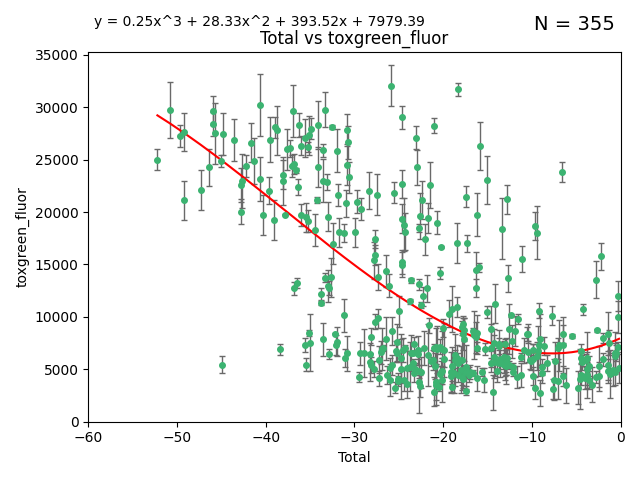 y = 0.25x^3 + 28.33x^2 + 393.52x + 7979.39
N = 355
Total vs toxgreen_fluor
35000
30000
25000
20000
15000
10000
5000
0
toxgreen_fluor
−60 −50 −40 −30 −20 −10 0
Total